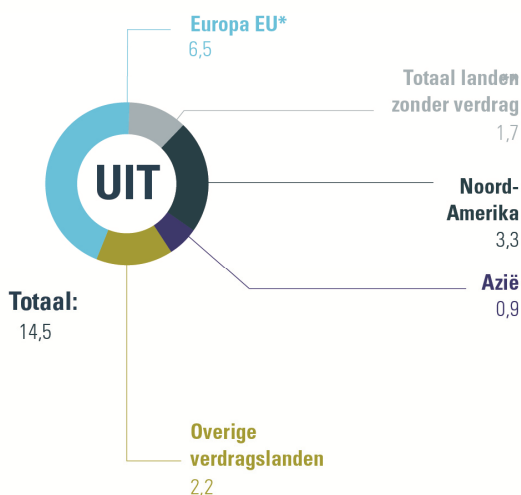 Europa EU*
6,5
Totaal landen
zonder verdrag
1,7
UIT
Noord-
Amerika
3,3
Azië
0,9
Totaal:
14,5
Overige
verdragslanden
2,2